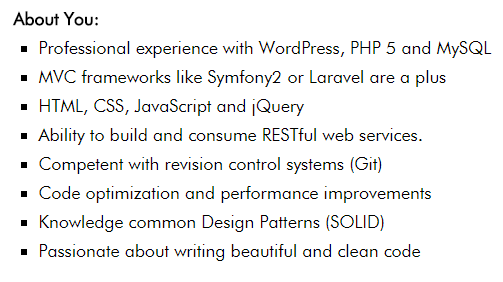 About You:
Professional experience with WordPress, PHP 5 and MySQL
MVC frameworks like Symfony2 or Laravel are a plus
HTML, CSS, JavaScript and jQuery
Ability to build and consume RESTful web services.
Competent with revision control systems (Git)
Code optimization and performance improvements
Knowledge common Design Patterns (SOLID)
Passionate about writing beautiful and clean code